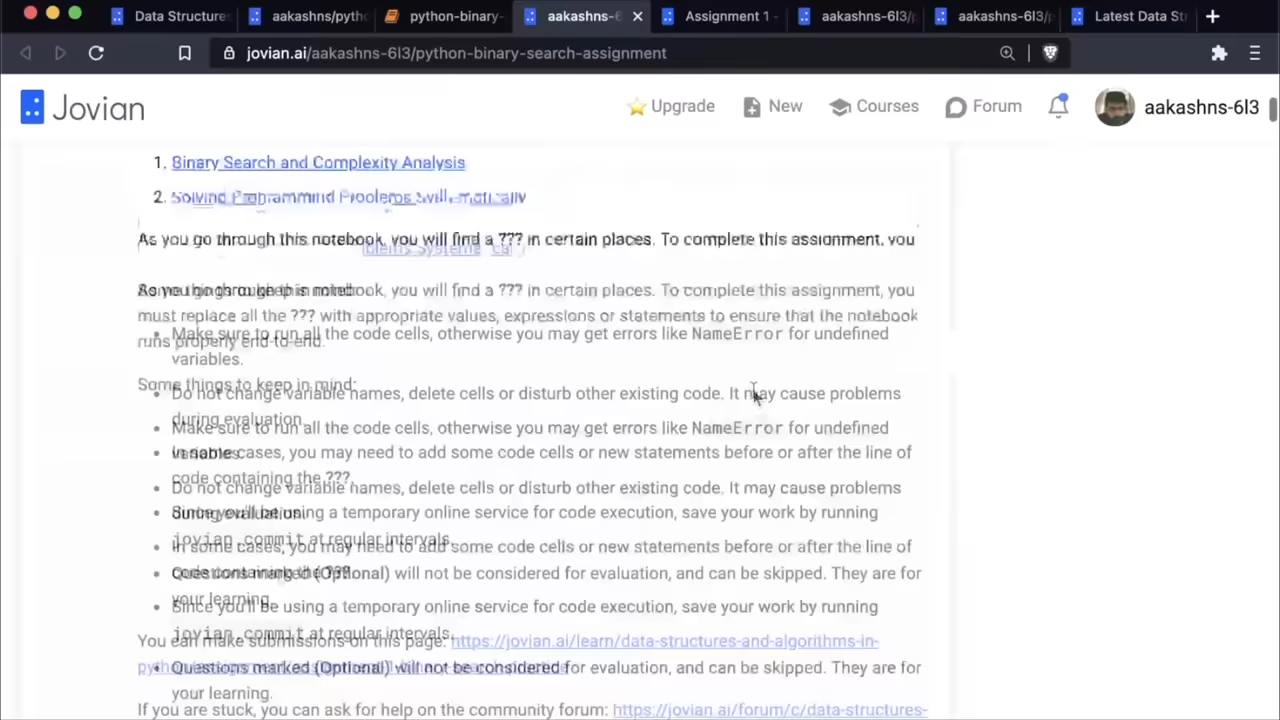 Data Structure
aakashns/pytho
python-binary-
aakashns-6
Assignment 1 -
aakashns-6l3/p
aakashns-6l3/p
Latest Data Str
jovian.ai/aakashns-6l3/python-binary-search-assignment
Jovian
Upgrade
New
Courses
Forum
aakashns-6l3
1. Binary Search and Complexity Analysis
2.
As you go through this notebook, you will find a ??? in certain places. To complete this assignment, you
As you go through this notebook, you will find a ??? in certain places. To complete this assignment, you
must replace all the ??? with appropriate values, expressions or statements to ensure that the notebook
• Make sure to run all the code cells, otherwise you may get errors like NameError for undefined
runs properly end-to-end.
variables.
Some things to keep in mind:
• Do not change variable names, delete cells or disturb other existing code. It may cause problems
during evaluation.
• Make sure to run all the code cells, otherwise you may get errors like NameError for undefined
• In some cases, you may need to add some code cells or new statements before or after the line of
code containing the ???.
• Do not change variable names, delete cells or disturb other existing code. It may cause problems
• Since you'll be using a temporary online service for code execution, save your work by running
jovian.commit at regular intervals.
• In some cases, you may need to add some code cells or new statements before or after the line of
• Questions marked (Optional) will not be considered for evaluation, and can be skipped. They are for
your learning.
• Since you'll be using a temporary online service for code execution, save your work by running
jovian.commit at regular intervals.
You can make submissions on this page: https://jovian.ai/learn/data-structures-and-algorithms-in-
• Questions marked (Optional) will not be considered for evaluation, and can be skipped. They are for
your learning.
If you are stuck, you can ask for help on the community forum: https://jovian.ai/forum/c/data-structures-